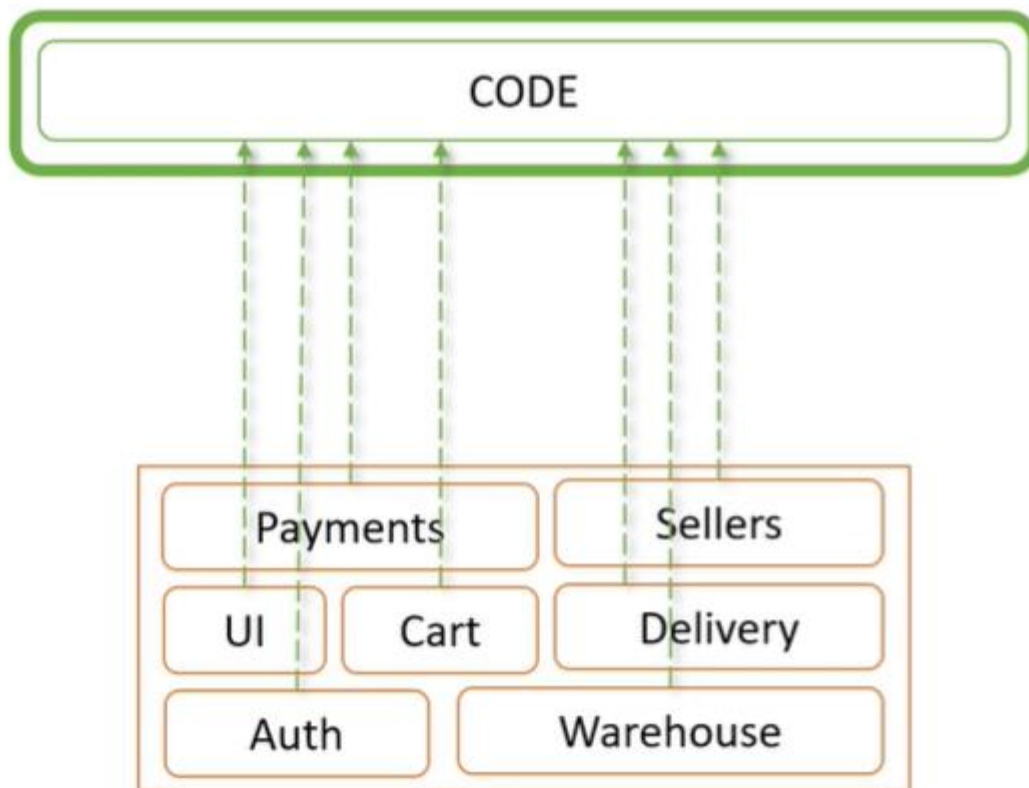 CODE
Payments
Sellers
UI
Cart
Delivery
Auth
Warehouse